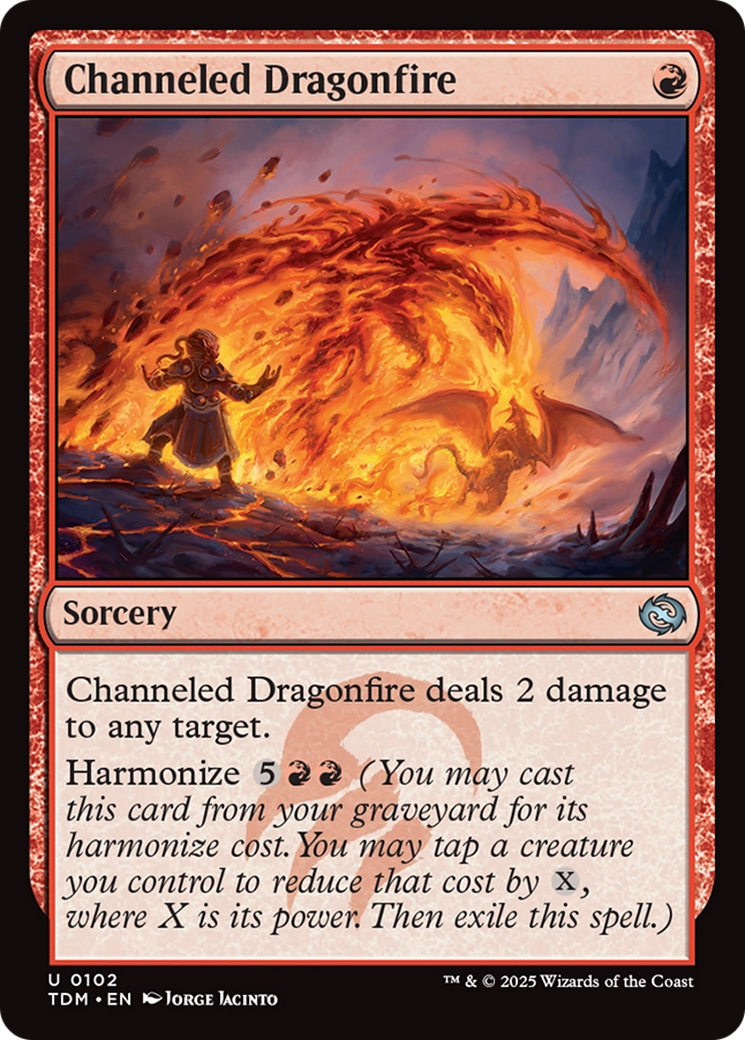 Channeled Dragonfire
Sorcery
Channeled Dragonfire deals 2 damage
to any target.
Harmonize 5 (You may cast
this card from your graveyard for its
harmonize cost. You may tap a creature
you control to reduce that cost by X,
where X is its power. Then exile this spell.)
U 0102
TDM • EN Jorge Jacinto
™ & © 2025 Wizards of the Coast